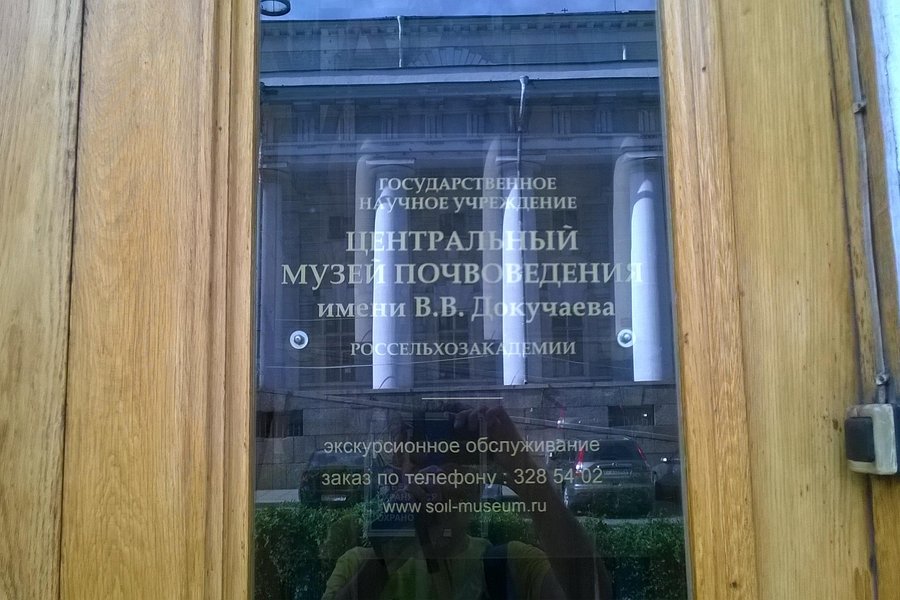 ГОСУДАРСТВЕННОЕ
НАУЧНОЕ УЧРЕЖДЕНИЕ
ЦЕНТРАЛЬНЫЙ
МУЗЕЙ ПОЧВОВЕДЕНИЯ
имени В.В. Докучаева
РОССЕЛЬХОЗАКАДЕМИИ
экскурсионное обслуживание
заказ по телефону : 328 54 02
www.soil-museum.ru